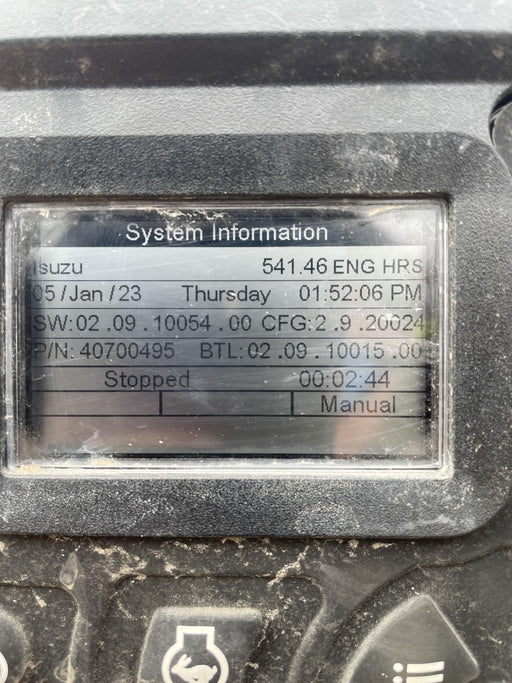 System Information
Isuzu 541.46 ENG HRS
05 /Jan / 23 Thursday 01:52:06 PM
SW:02 .09 .10054 .00 CFG:2 .9 .20024
P/N: 40700495 BTL:02 .09 .10015 .00
Stopped 00:02:44
Manual